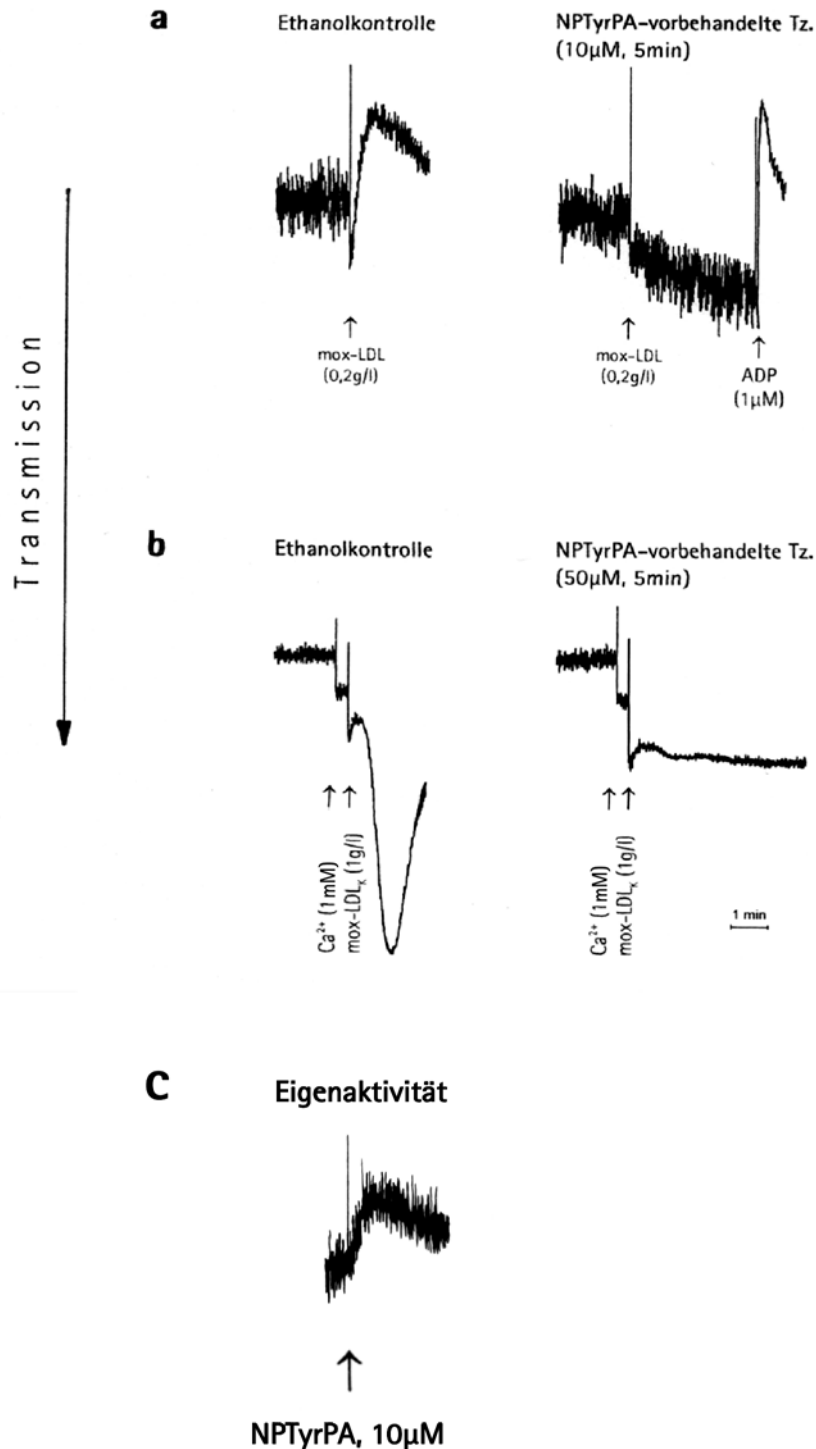 a
Ethanolkontrolle
NPTyrPA-vorbehandelte Tz.
(10µM, 5min)
mox-LDL
(0,2g/l)
mox-LDL
(0,2g/l)
ADP
(1µM)
Transmission
b
Ethanolkontrolle
NPTyrPA-vorbehandelte Tz.
(50µM, 5min)
Ca²⁺ (1mM)
mox-LDLₓ (1g/l)
Ca²⁺ (1mM)
mox-LDLₓ (1g/l)
1 min
C
Eigenaktivität
NPTyrPA, 10µM